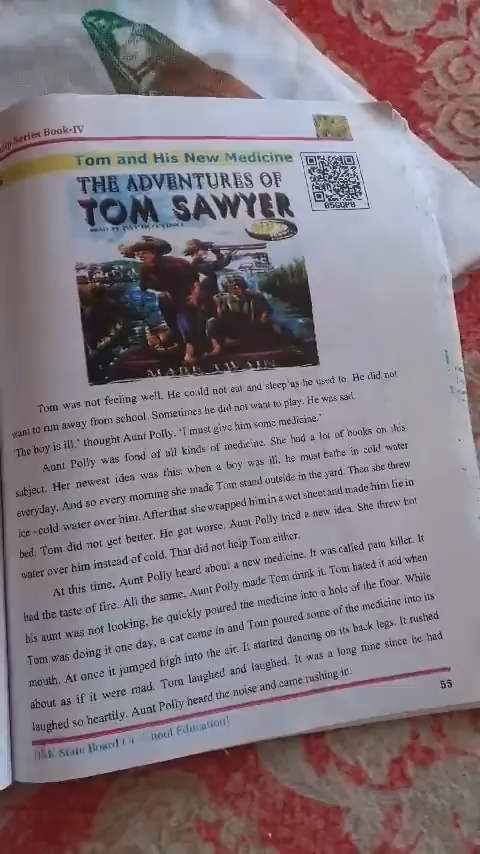 Series Book-IV
Tom and His New Medicine
THE ADVENTURES OF
TOM SAWYER
BSGDP8
MARK TWAIN
Tom was not feeling well. He could not eat and sleep as he used to. He did not
want to run away from school. Sometimes he did not want to play. He was sad.
'The boy is ill.' thought Aunt Polly. 'I must give him some medicine.'
Aunt Polly was fond of all kinds of medicine. She had a lot of books on this
subject. Her newest idea was this: when a boy was ill, he must bathe in cold water
everyday. And so every morning she made Tom stand outside in the yard. Then she threw
ice - cold water over him. After that she wrapped him in a wet sheet and made him lie in
bed. Tom did not get better. He got worse. Aunt Polly tried a new idea. She threw hot
water over him instead of cold. That did not help Tom either.
At this time, Aunt Polly heard about a new medicine. It was called pain killer. It
had the taste of fire. All the same, Aunt Polly made Tom drink it. Tom hated it and when
his aunt was not looking, he quickly poured the medicine into a hole of the floor. While
Tom was doing it one day, a cat came in and Tom poured some of the medicine into its
mouth. At once it jumped high into the air. It started dancing on its back legs. It rushed
about as if it were mad. Tom laughed and laughed. It was a long time since he had
laughed so heartily. Aunt Polly heard the noise and came rushing in.
55
State Board Of School Education]